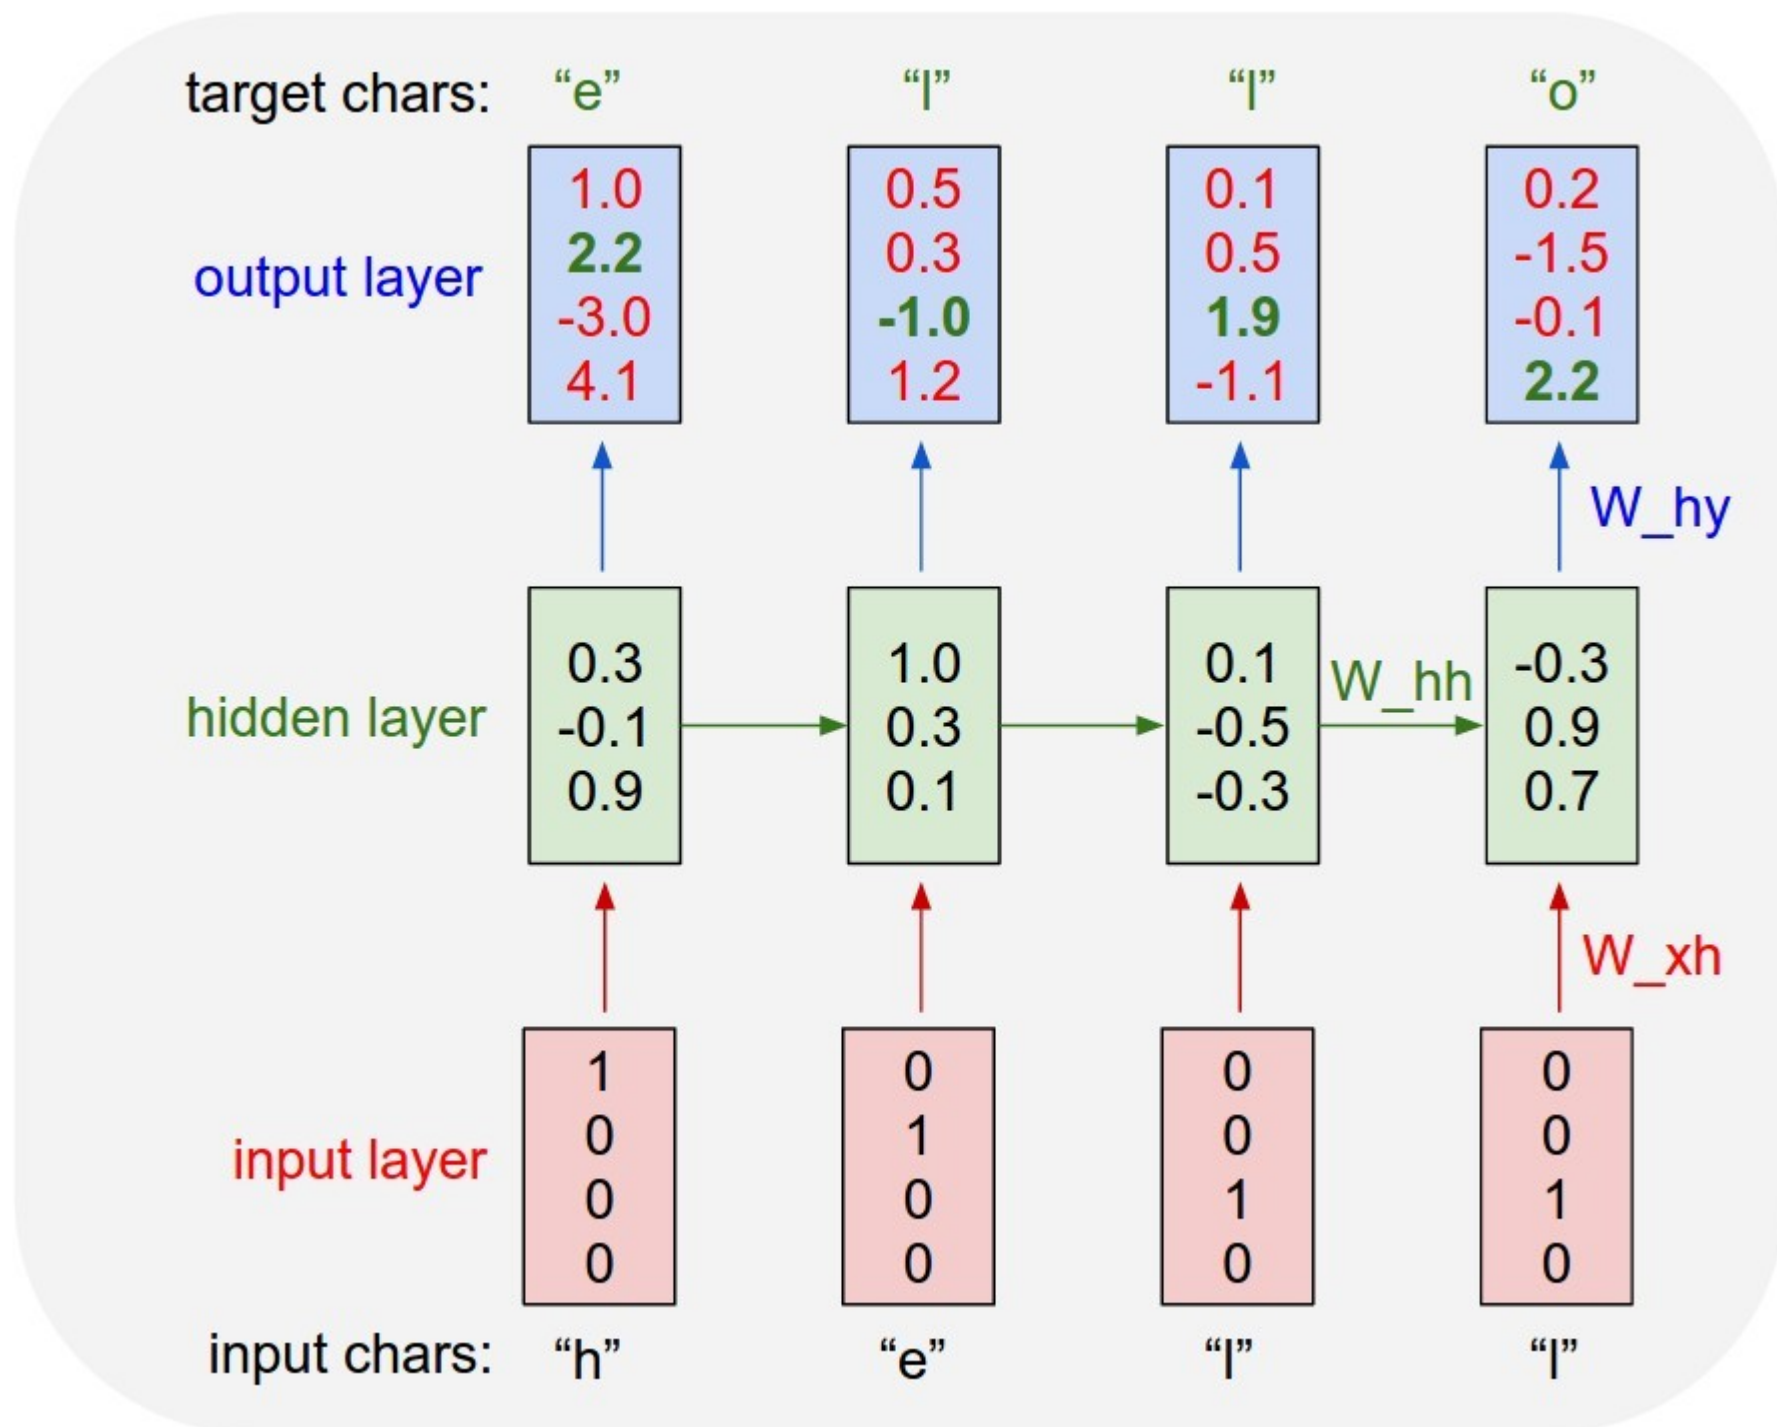 target chars: “e” “l” “l” “o”
1.0 0.5 0.1 0.2
2.2 0.3 0.5 -1.5
output layer
-3.0 -1.0 1.9 -0.1
4.1 1.2 -1.1 2.2
W_hy
0.3 1.0 0.1 W_hh -0.3
hidden layer -0.1 0.3 -0.5 0.9
0.9 0.1 -0.3 0.7
W_xh
1 0 0 0
0 1 0 0
input layer
0 0 1 1
0 0 0 0
input chars: “h” “e” “l” “l”